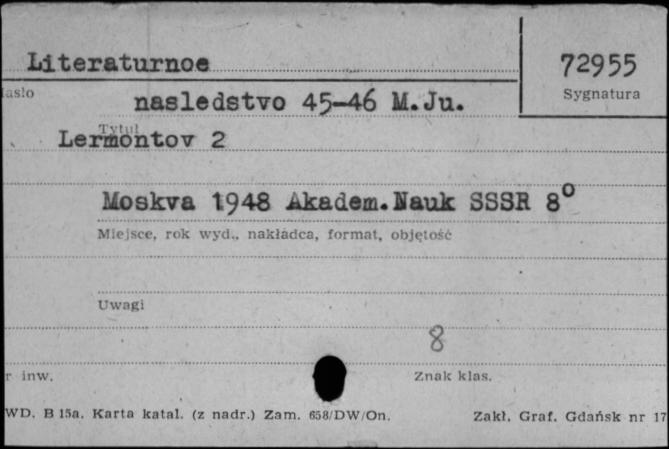 Literaturnoe 72955
Hasło Sygnatura
nasledstvo 45-46 M.Ju.
Tytuł
Lermontov 2
Moskva 1948 Akadem.Nauk SSSR 8°
Miejsce, rok wyd., nakładca, format, objętość
Uwagi
8
r inw. Znak klas.
WD. B 15a. Karta katal. (z nadr.) Zam. 658/DW/On. Zakł. Graf. Gdańsk nr 17